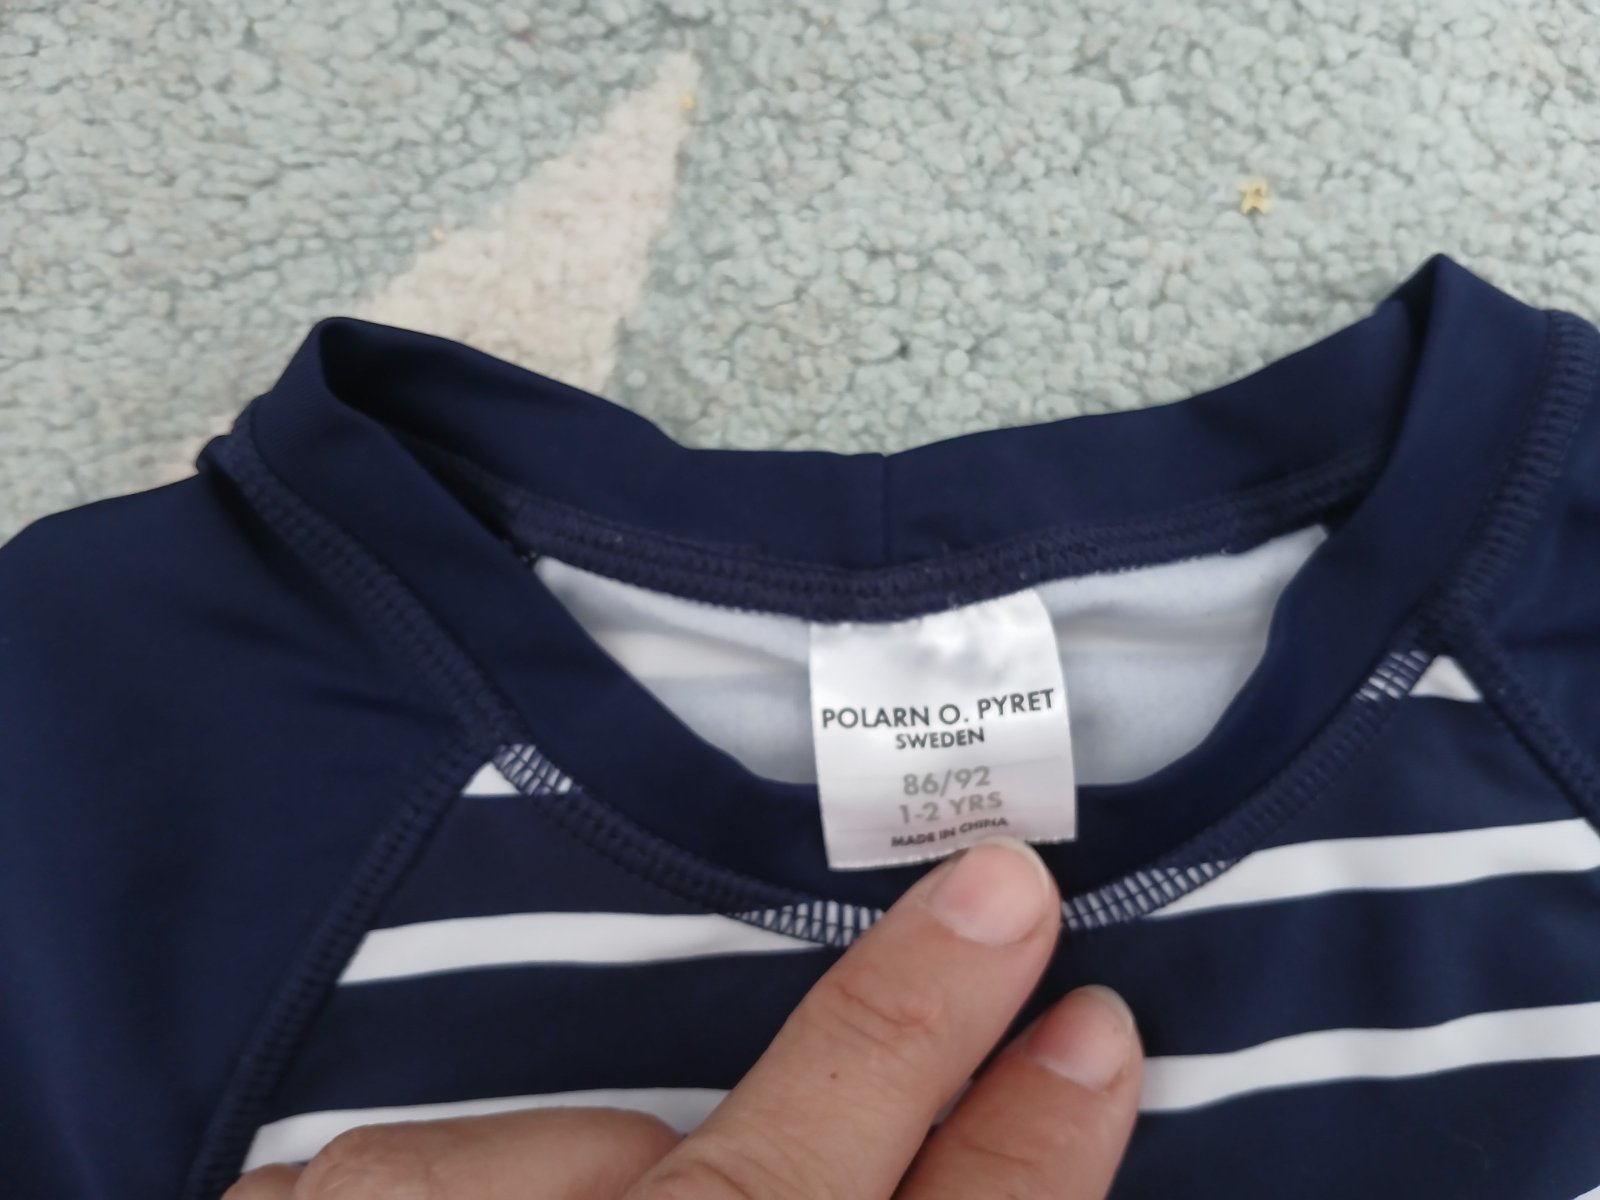 POLARN O. PYRET
SWEDEN
86/92
1-2 YRS
MADE IN CHINA